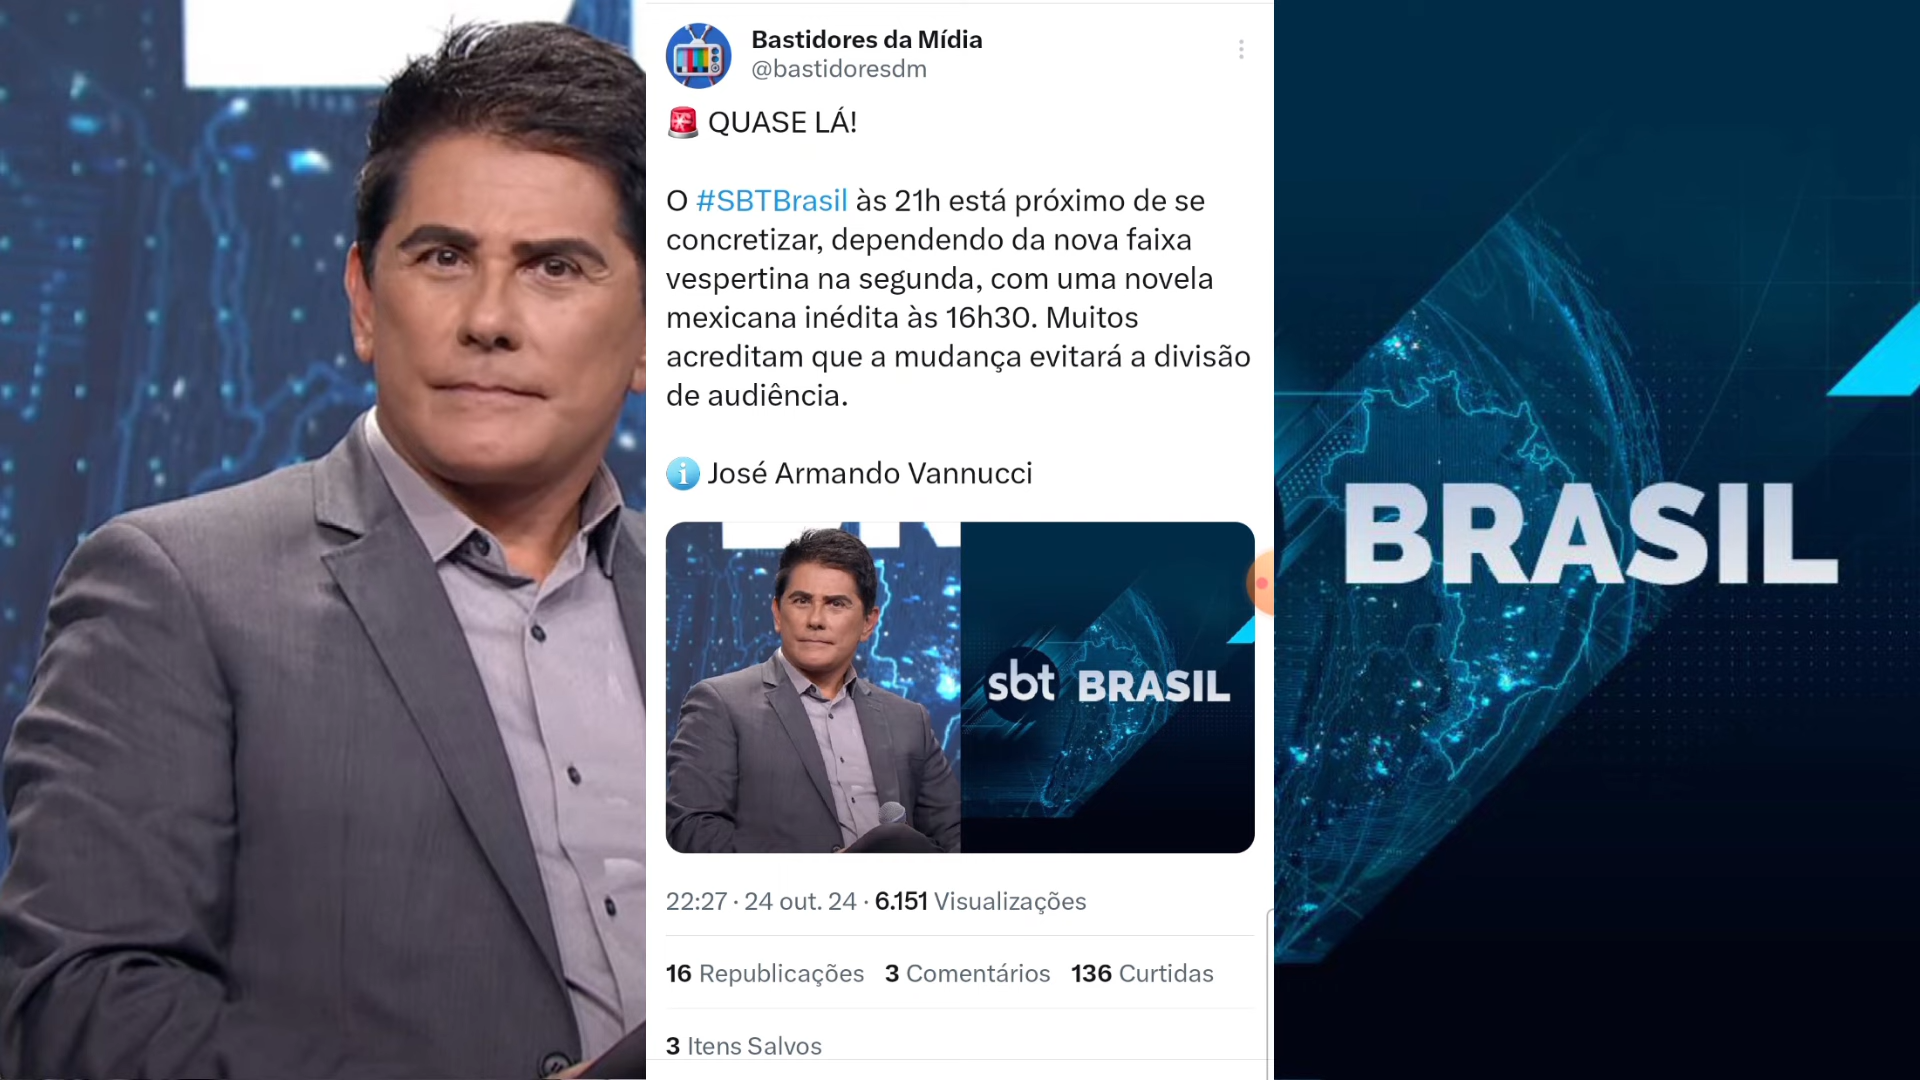 Bastidores da Mídia
@bastidoresdm
🚨 QUASE LÁ!
O #SBTBrasil às 21h está próximo de se
concretizar, dependendo da nova faixa
vespertina na segunda, com uma novela
mexicana inédita às 16h30. Muitos
acreditam que a mudança evitará a divisão
de audiência.
ℹ️ José Armando Vannucci
sbt BRASIL
22:27 · 24 out. 24 · 6.151 Visualizações
16 Republicações 3 Comentários 136 Curtidas
3 Itens Salvos
BRASIL